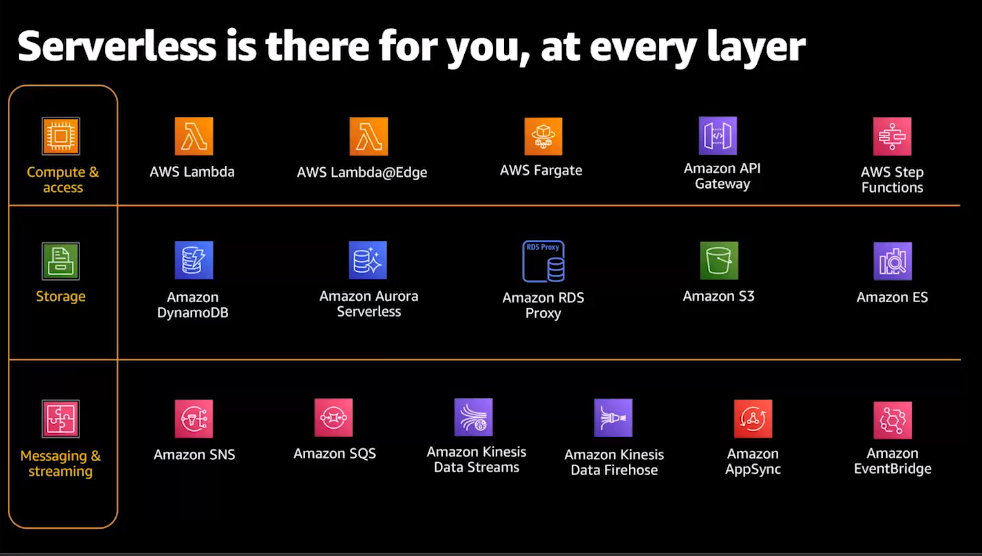 Serverless is there for you, at every layer
Compute &
access
AWS Lambda
AWS Lambda@Edge
AWS Fargate
Amazon API
Gateway
AWS Step
Functions
Storage
Amazon
DynamoDB
Amazon Aurora
Serverless
RDS Proxy
Amazon RDS
Proxy
Amazon S3
Amazon ES
Messaging &
streaming
Amazon SNS
Amazon SQS
Amazon Kinesis
Data Streams
Amazon Kinesis
Data Firehose
Amazon
AppSync
Amazon
EventBridge